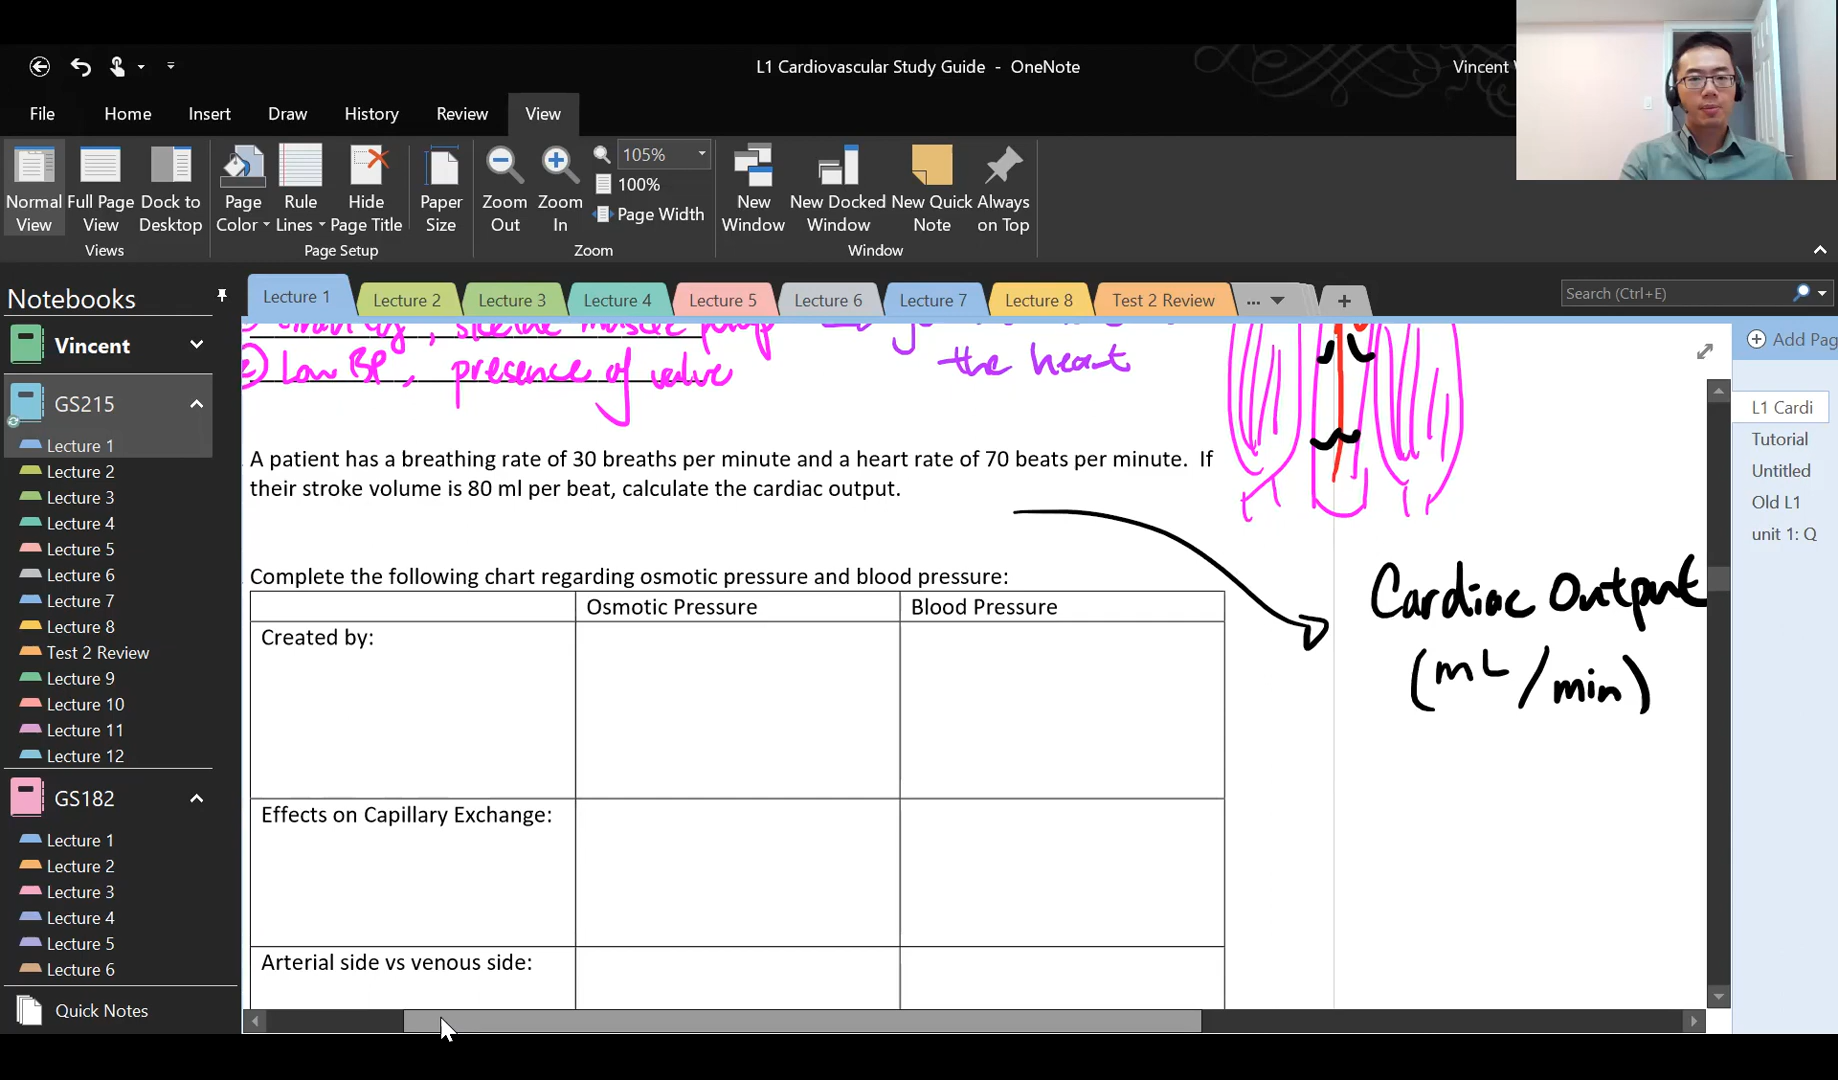 L1 Cardiovascular Study Guide - OneNote
Vincent
File Home Insert Draw History Review View
Normal View
Full Page View
Dock to Desktop
Views
Page Color
Rule Lines
Hide Page Title
Page Setup
Paper Size
Zoom Out
Zoom In
105%
100%
Page Width
Zoom
New Window
New Docked Window
New Quick Note
Always on Top
Window
Notebooks
Vincent
GS215
Lecture 1
Lecture 2
Lecture 3
Lecture 4
Lecture 5
Lecture 6
Lecture 7
Lecture 8
Test 2 Review
Lecture 9
Lecture 10
Lecture 11
Lecture 12
GS182
Lecture 1
Lecture 2
Lecture 3
Lecture 4
Lecture 5
Lecture 6
Quick Notes
Lecture 1 Lecture 2 Lecture 3 Lecture 4 Lecture 5 Lecture 6 Lecture 7 Lecture 8 Test 2 Review ... +
Search (Ctrl+E)
skeletal muscle pump
② Low BP, presence of valve
the heart
A patient has a breathing rate of 30 breaths per minute and a heart rate of 70 beats per minute. If
their stroke volume is 80 ml per beat, calculate the cardiac output.
Complete the following chart regarding osmotic pressure and blood pressure:
Osmotic Pressure Blood Pressure
Created by:
Effects on Capillary Exchange:
Arterial side vs venous side:
Cardiac Output
(mL/min)
Add Pag
L1 Cardi
Tutorial
Untitled
Old L1
unit 1: Q